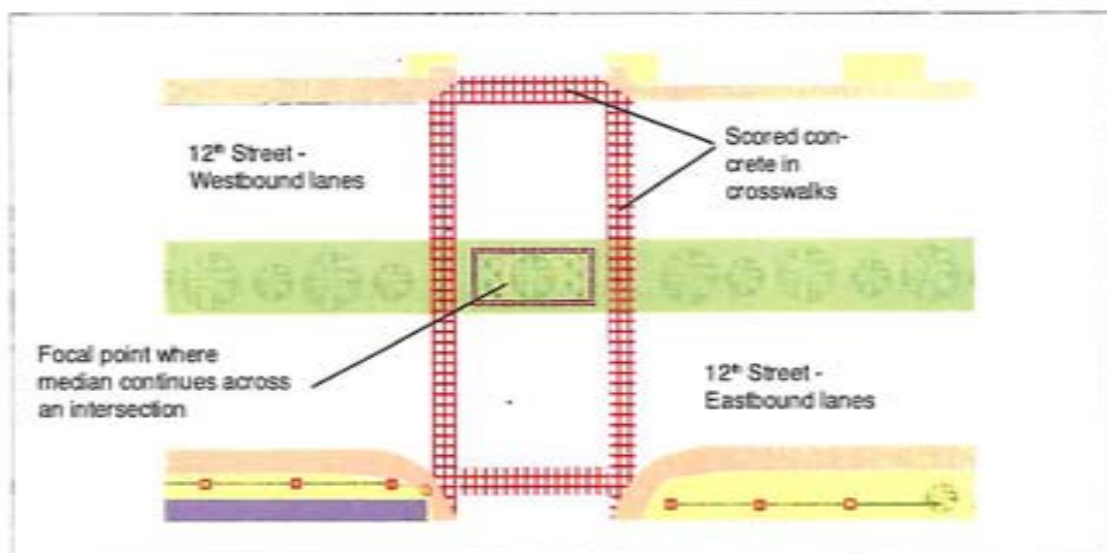 12th Street -
Westbound lanes
Scored con-
crete in
crosswalks
Focal point where
median continues across
an intersection
12th Street -
Eastbound lanes